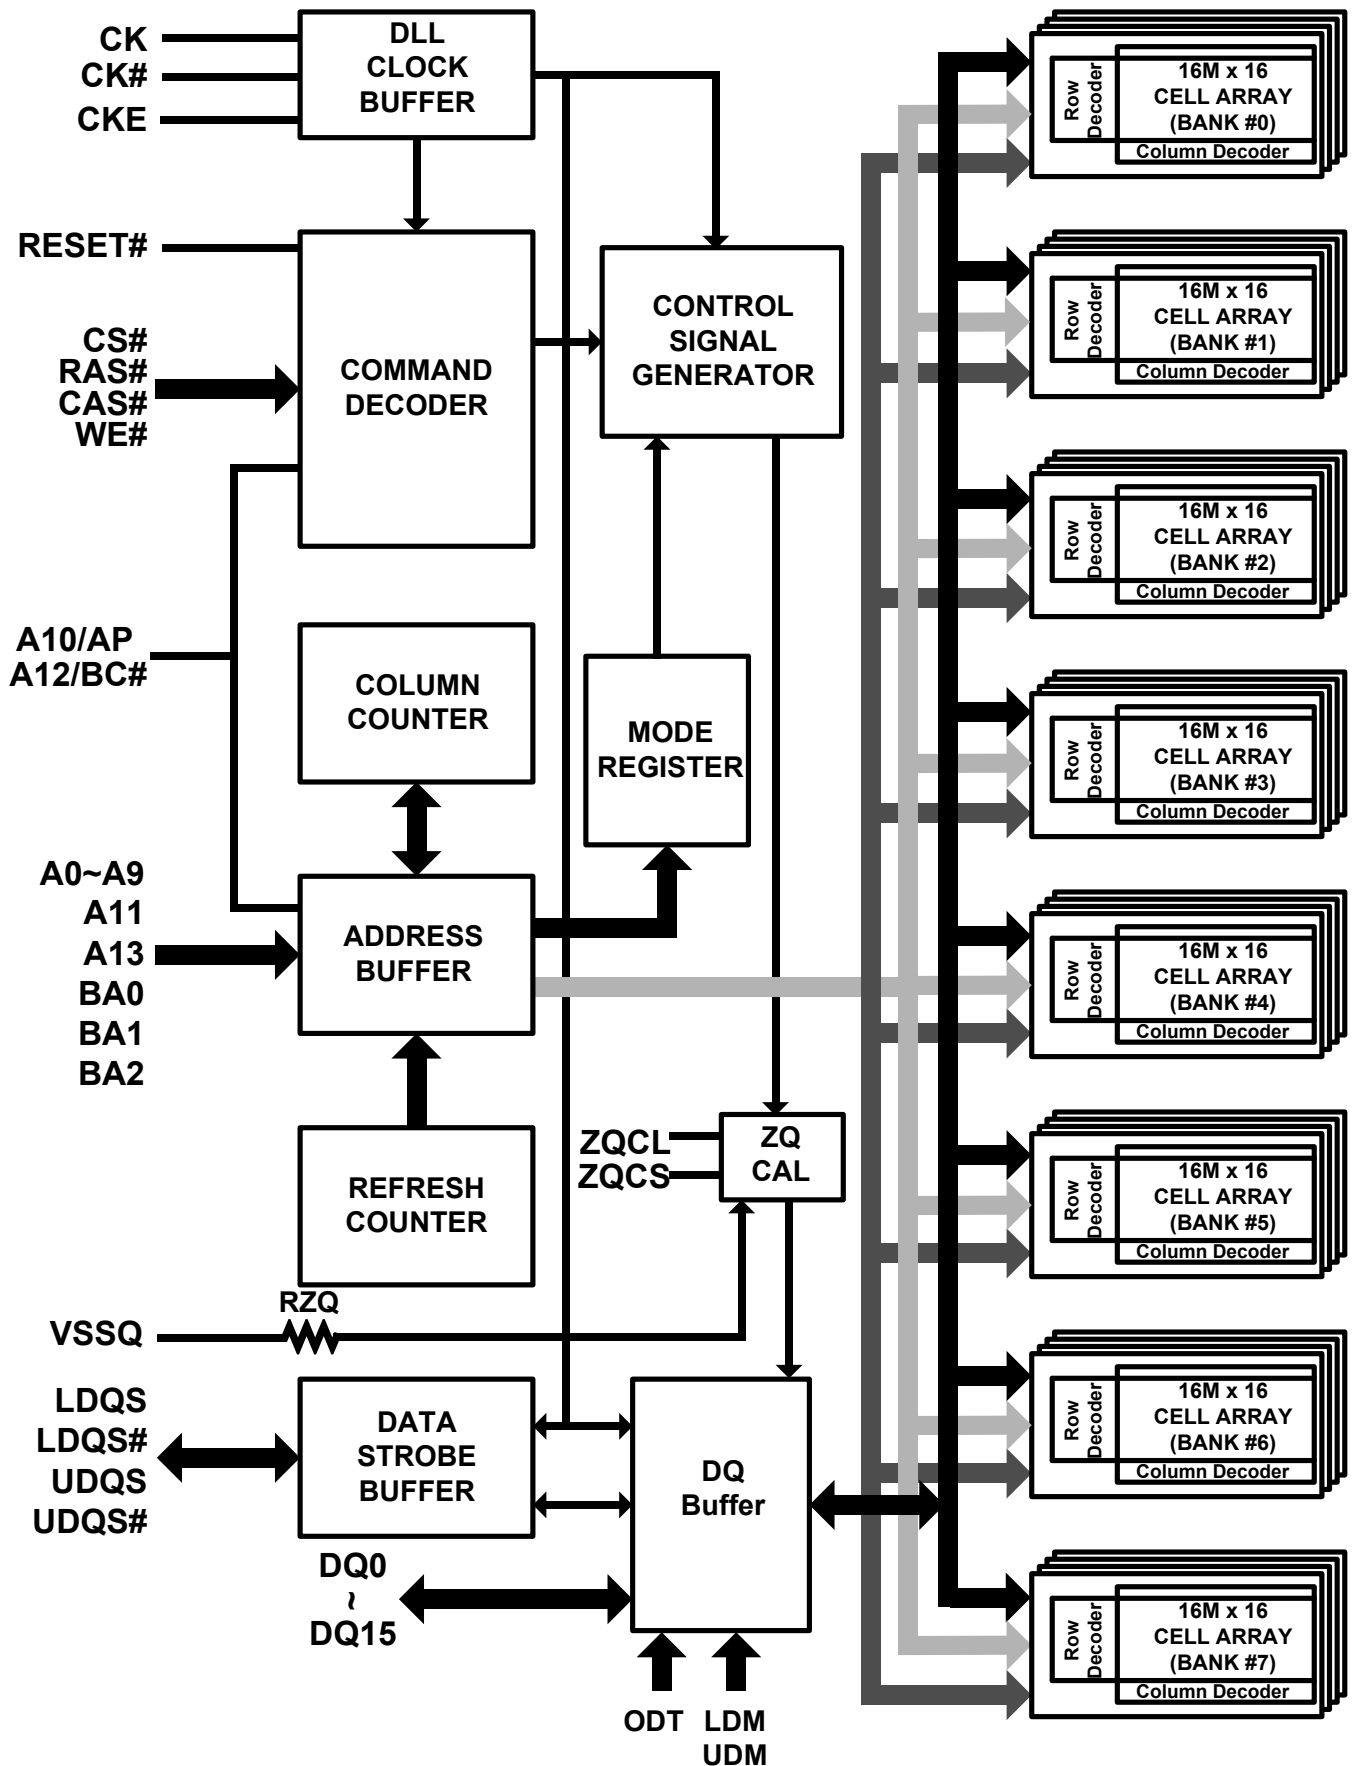 CK
CK#
CKE
DLL
CLOCK
BUFFER
RESET#
CS#
RAS#
CAS#
WE#
COMMAND
DECODER
CONTROL
SIGNAL
GENERATOR
A10/AP
A12/BC#
COLUMN
COUNTER
MODE
REGISTER
A0~A9
A11
A13
BA0
BA1
BA2
ADDRESS
BUFFER
REFRESH
COUNTER
ZQCL
ZQCS
ZQ
CAL
RZQ
VSSQ
LDQS
LDQS#
UDQS
UDQS#
DATA
STROBE
BUFFER
DQ
Buffer
DQ0
~
DQ15
ODT
LDM
UDM
Row
Decoder
16M x 16
CELL ARRAY
(BANK #0)
Column Decoder
Row
Decoder
16M x 16
CELL ARRAY
(BANK #1)
Column Decoder
Row
Decoder
16M x 16
CELL ARRAY
(BANK #2)
Column Decoder
Row
Decoder
16M x 16
CELL ARRAY
(BANK #3)
Column Decoder
Row
Decoder
16M x 16
CELL ARRAY
(BANK #4)
Column Decoder
Row
Decoder
16M x 16
CELL ARRAY
(BANK #5)
Column Decoder
Row
Decoder
16M x 16
CELL ARRAY
(BANK #6)
Column Decoder
Row
Decoder
16M x 16
CELL ARRAY
(BANK #7)
Column Decoder